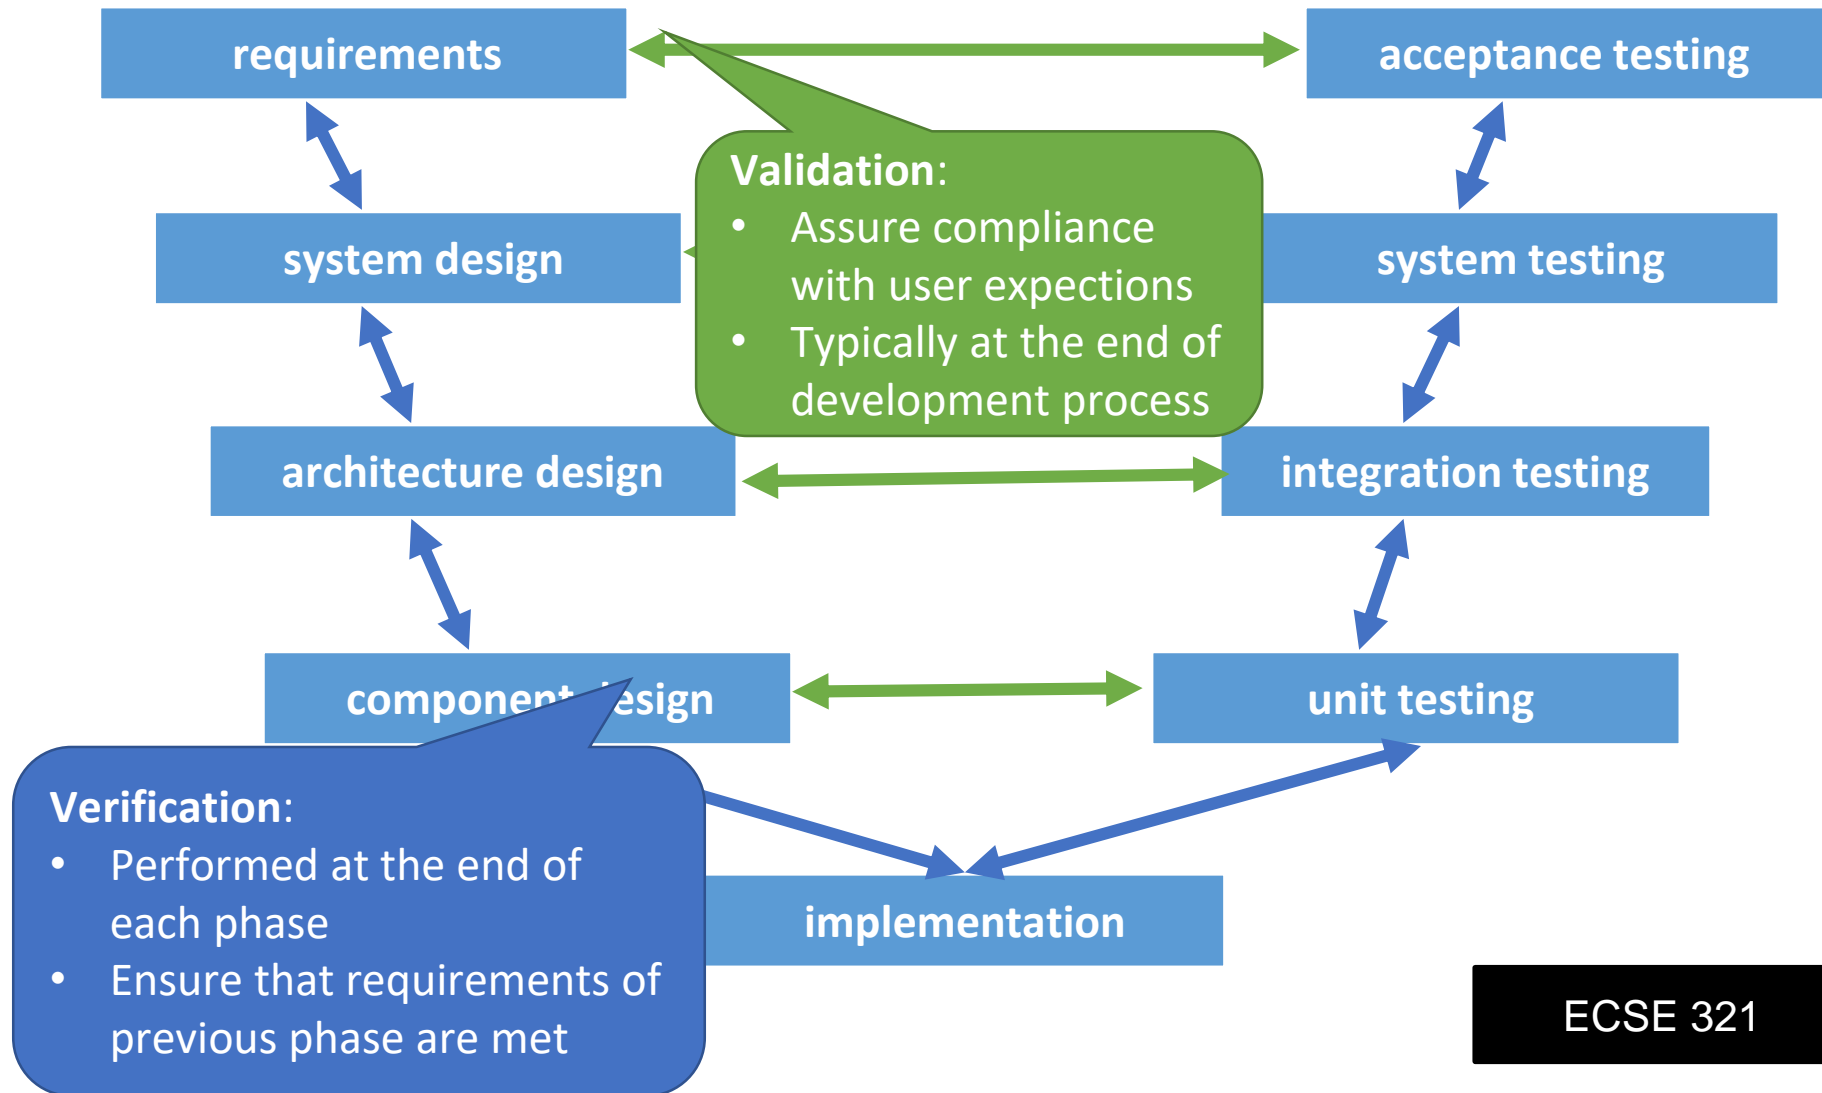 requirements
acceptance testing
Validation:
• Assure compliance
with user expections
• Typically at the end of
development process
system design
system testing
architecture design
integration testing
component design
unit testing
Verification:
• Performed at the end of
each phase
• Ensure that requirements of
previous phase are met
implementation
ECSE 321